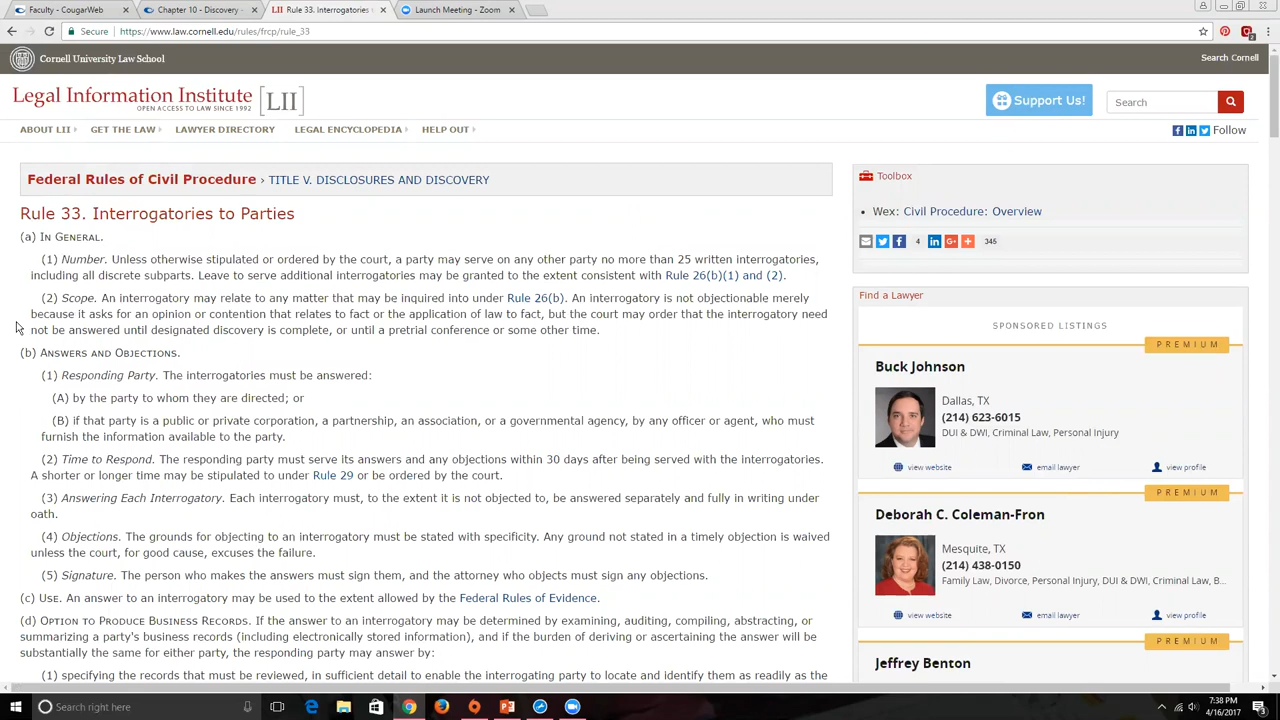 Faculty - CougarWeb
Chapter 10 - Discovery -
Rule 33. Interrogatories to
Launch Meeting - Zoom
Secure https://www.law.cornell.edu/rules/frcp/rule_33
Cornell University Law School
Search Cornell
Legal Information Institute [LII]
OPEN ACCESS TO LAW SINCE 1992
Support Us!
Search
ABOUT LII GET THE LAW LAWYER DIRECTORY LEGAL ENCYCLOPEDIA HELP OUT
Follow
Federal Rules of Civil Procedure › TITLE V. DISCLOSURES AND DISCOVERY
Rule 33. Interrogatories to Parties
(a) IN GENERAL.
(1) Number. Unless otherwise stipulated or ordered by the court, a party may serve on any other party no more than 25 written interrogatories,
including all discrete subparts. Leave to serve additional interrogatories may be granted to the extent consistent with Rule 26(b)(1) and (2).
(2) Scope. An interrogatory may relate to any matter that may be inquired into under Rule 26(b). An interrogatory is not objectionable merely
because it asks for an opinion or contention that relates to fact or the application of law to fact, but the court may order that the interrogatory need
not be answered until designated discovery is complete, or until a pretrial conference or some other time.
(b) ANSWERS AND OBJECTIONS.
(1) Responding Party. The interrogatories must be answered:
(A) by the party to whom they are directed; or
(B) if that party is a public or private corporation, a partnership, an association, or a governmental agency, by any officer or agent, who must
furnish the information available to the party.
(2) Time to Respond. The responding party must serve its answers and any objections within 30 days after being served with the interrogatories.
A shorter or longer time may be stipulated to under Rule 29 or be ordered by the court.
(3) Answering Each Interrogatory. Each interrogatory must, to the extent it is not objected to, be answered separately and fully in writing under
oath.
(4) Objections. The grounds for objecting to an interrogatory must be stated with specificity. Any ground not stated in a timely objection is waived
unless the court, for good cause, excuses the failure.
(5) Signature. The person who makes the answers must sign them, and the attorney who objects must sign any objections.
(c) USE. An answer to an interrogatory may be used to the extent allowed by the Federal Rules of Evidence.
(d) OPTION TO PRODUCE BUSINESS RECORDS. If the answer to an interrogatory may be determined by examining, auditing, compiling, abstracting, or
summarizing a party's business records (including electronically stored information), and if the burden of deriving or ascertaining the answer will be
substantially the same for either party, the responding party may answer by:
(1) specifying the records that must be reviewed, in sufficient detail to enable the interrogating party to locate and identify them as readily as the
Toolbox
Wex: Civil Procedure: Overview
4
345
Find a Lawyer
SPONSORED LISTINGS
PREMIUM
Buck Johnson
Dallas, TX
(214) 623-6015
DUI & DWI, Criminal Law, Personal Injury
view website email lawyer view profile
PREMIUM
Deborah C. Coleman-Fron
Mesquite, TX
(214) 438-0150
Family Law, Divorce, Personal Injury, DUI & DWI, Criminal Law, B...
view website email lawyer view profile
PREMIUM
Jeffrey Benton
Search right here
7:38 PM
4/16/2017